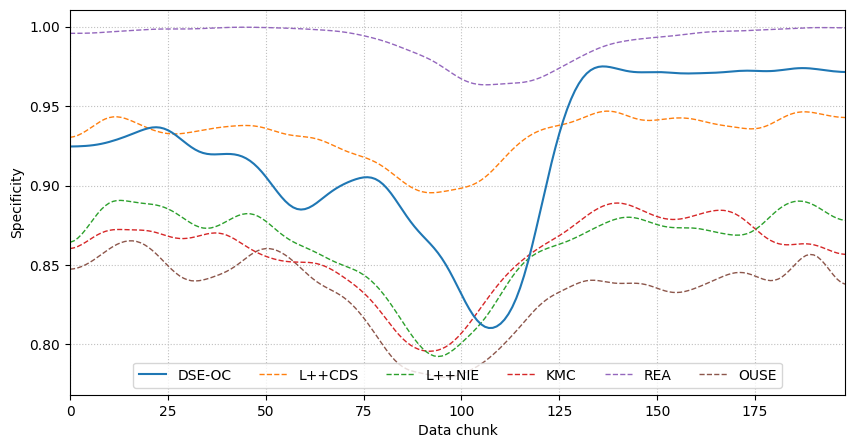 1.00
0.95
0.90
0.85
0.80
Specificity
DSE-OC L++CDS L++NIE KMC REA OUSE
0 25 50 75 100 125 150 175
Data chunk